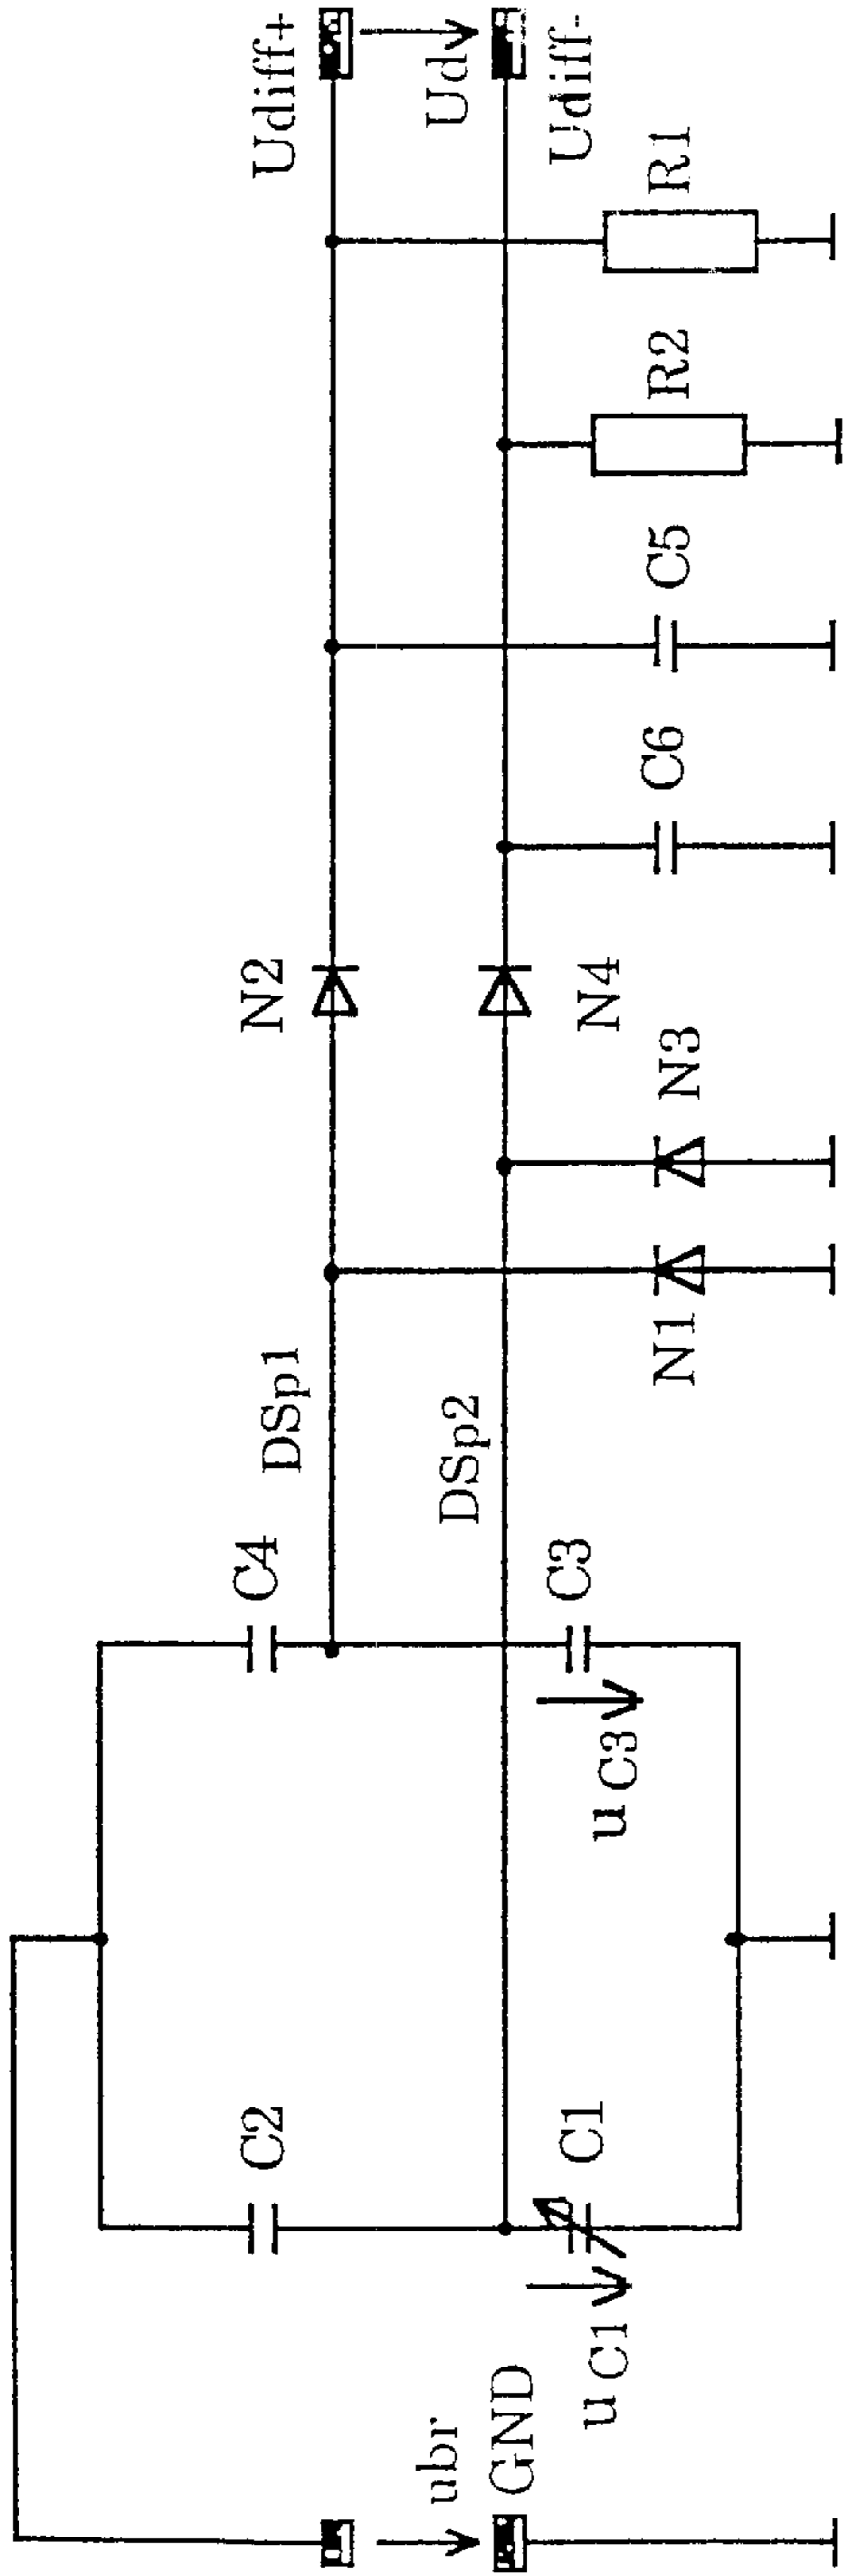 Udiff+
Ud
Udiff-
R1
R2
C5
C6
N2
N4
N3
N1
DSp1
DSp2
C4
C3
u C3
C2
C1
u C1
ubr
GND